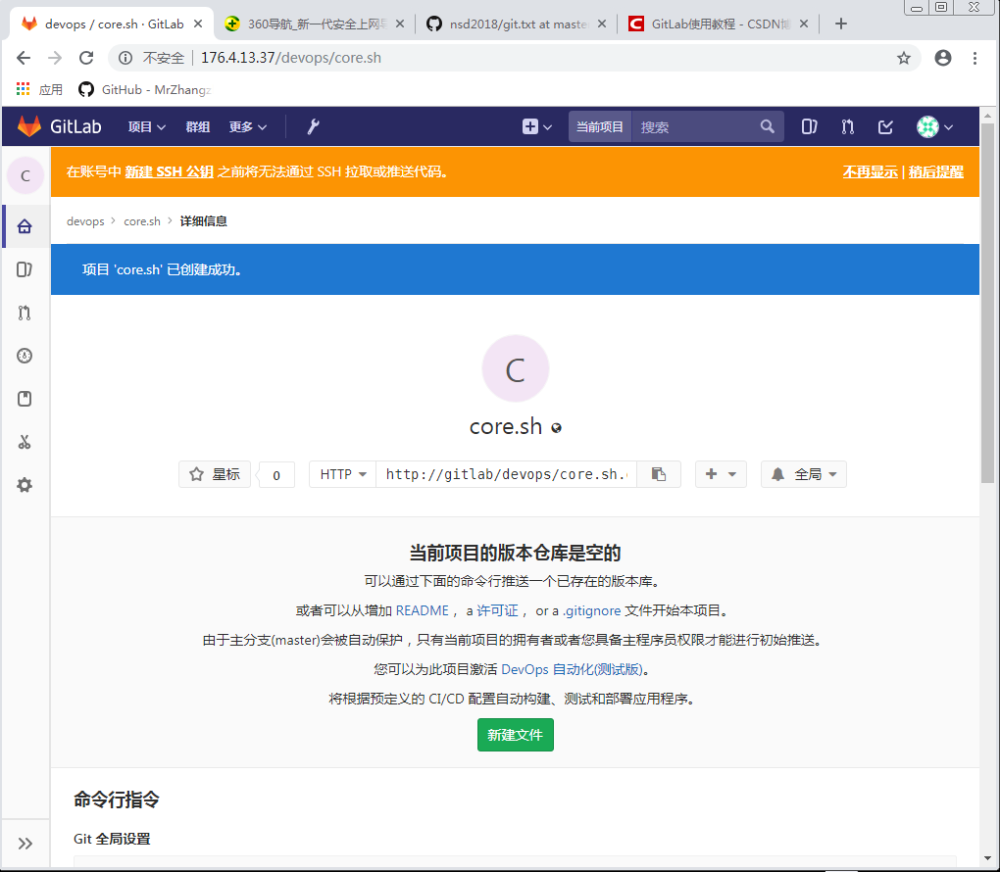 devops / core.sh · GitLab
360导航_新一代安全上网导
nsd2018/git.txt at master
GitLab使用教程 - CSDN博
不安全 | 176.4.13.37/devops/core.sh
应用
GitHub - MrZhangz
GitLab
项目
群组
更多
当前项目
搜索
C
在账号中 新建 SSH 公钥 之前将无法通过 SSH 拉取或推送代码。
不再显示 | 稍后提醒
devops › core.sh › 详细信息
项目 'core.sh' 已创建成功。
C
core.sh
星标
0
HTTP
http://gitlab/devops/core.sh.
全局
当前项目的版本仓库是空的
可以通过下面的命令行推送一个已存在的版本库。
或者可以从增加 README ， a 许可证 ， or a .gitignore 文件开始本项目。
由于主分支(master)会被自动保护，只有当前项目的拥有者或者您具备主程序员权限才能进行初始推送。
您可以为此项目激活 DevOps 自动化(测试版)。
将根据预定义的 CI/CD 配置自动构建、测试和部署应用程序。
新建文件
命令行指令
Git 全局设置